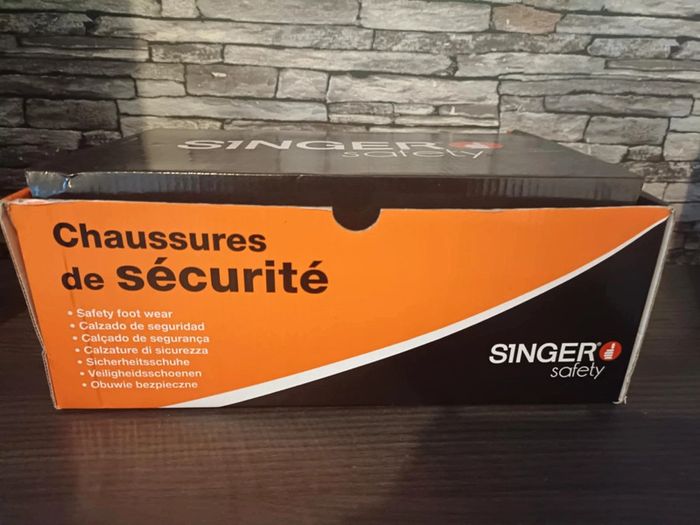 SINGER
safety
Chaussures
de sécurité
• Safety foot wear
• Calzado de seguridad
• Calçado de segurança
• Calzature di sicurezza
• Sicherheitsschuhe
• Veiligheidsschoenen
• Obuwie bezpieczne
SINGER®
safety